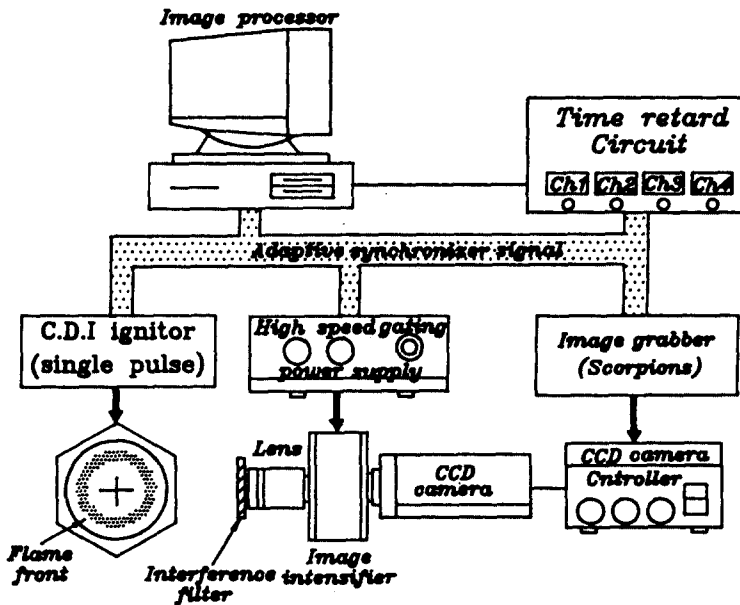 Image processor
Time retard
Circuit
Ch1 Ch2 Ch3 Ch4
Adaptive synchronizer signal
C.D.I ignitor
(single pulse)
High speed gating
power supply
Image grabber
(Scorpions)
Lens
CCD
camera
CCD camera
Cntroller
Flame
front
Interference
filter
Image
intensifier